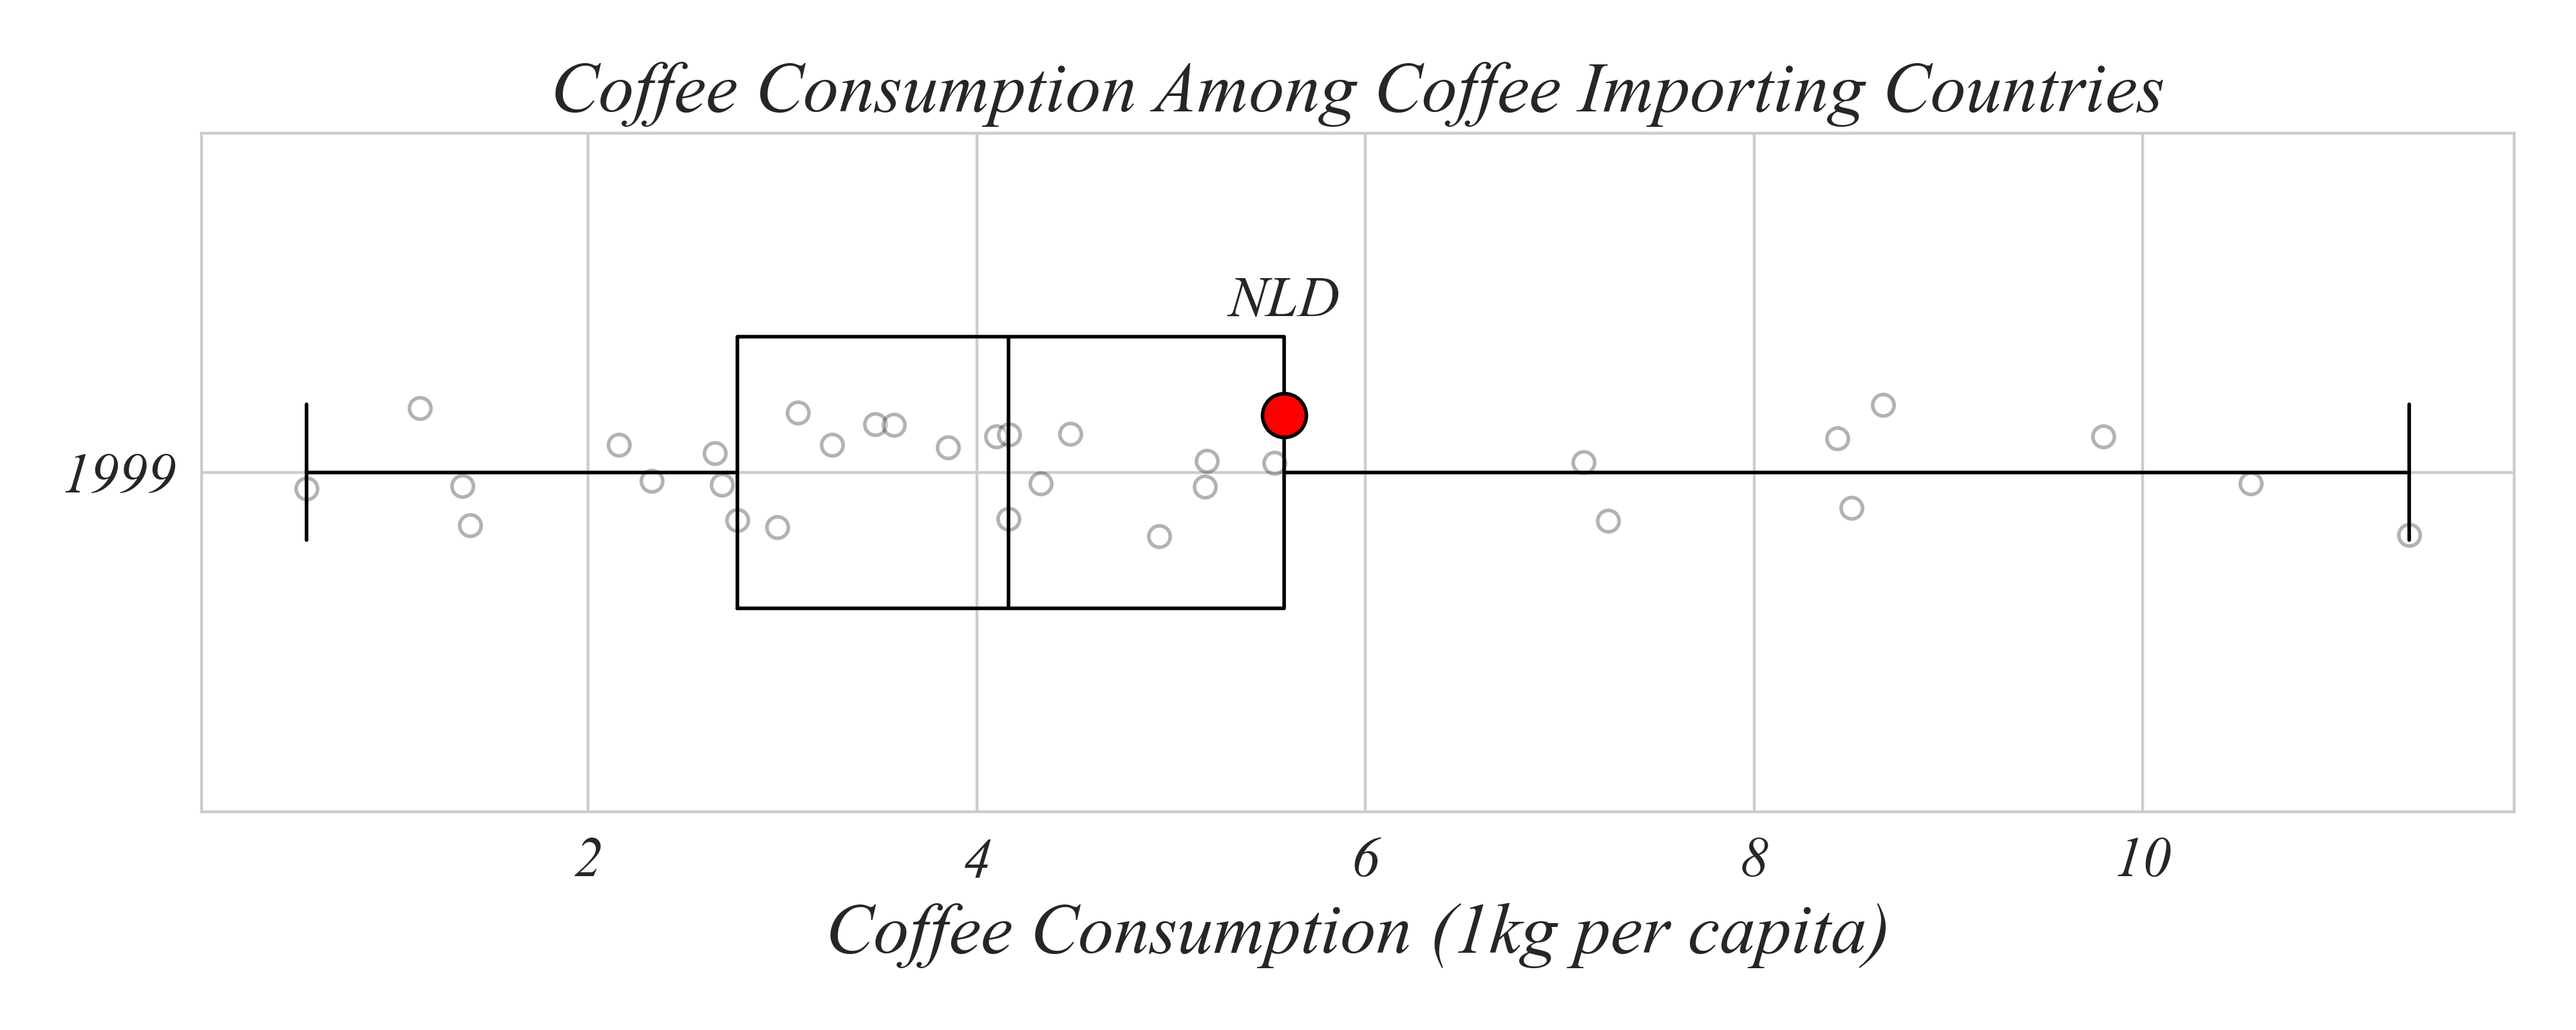 Coffee Consumption Among Coffee Importing Countries
NLD
1999
2 4 6 8 10
Coffee Consumption (1kg per capita)